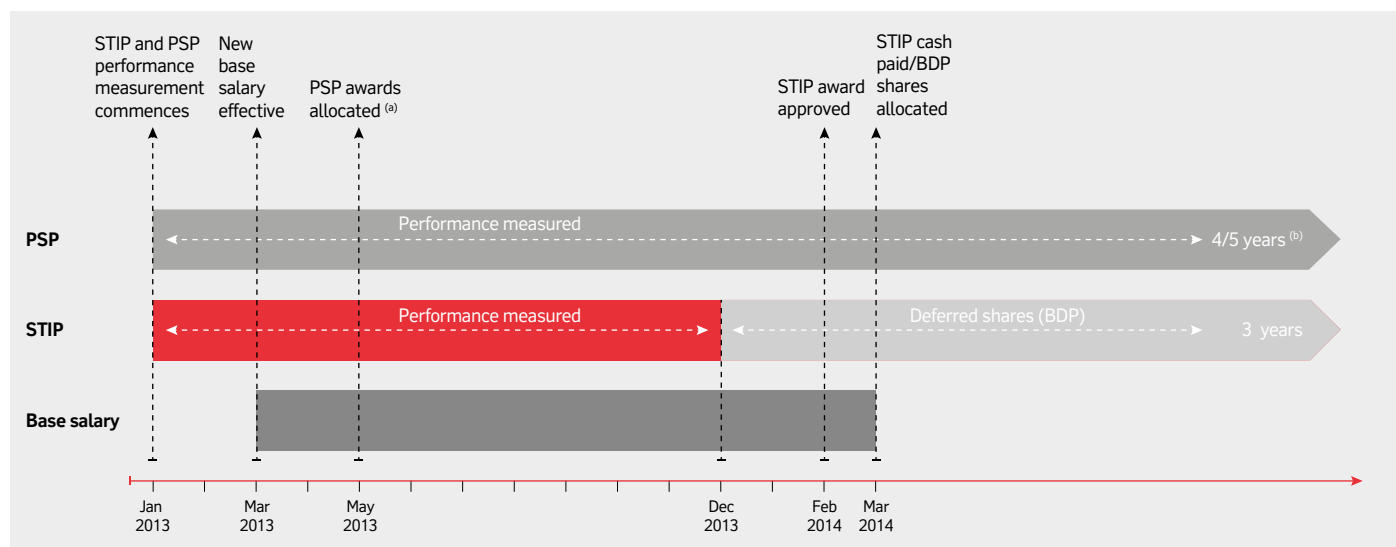 STIP and PSP
performance
measurement
commences
New
base
salary
effective
PSP awards
allocated (a)
STIP award
approved
STIP cash
paid/BDP
shares
allocated
PSP
Performance measured
4/5 years (b)
STIP
Performance measured
Deferred shares (BDP)
3 years
Base salary
Jan
2013
Mar
2013
May
2013
Dec
2013
Feb
2014
Mar
2014